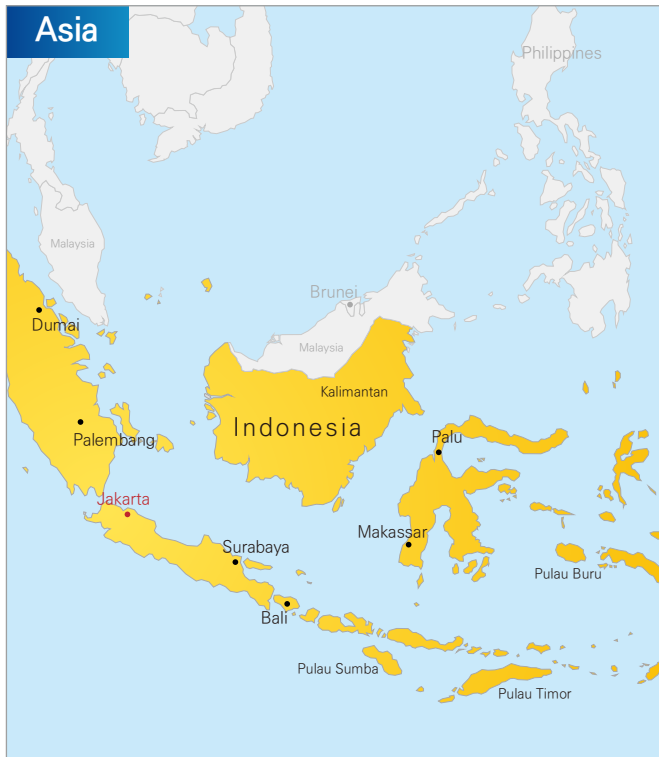 Asia
Philippines
Malaysia
Brunei
Dumai
Malaysia
Kalimantan
Indonesia
Palembang
Palu
Jakarta
Makassar
Surabaya
Pulau Buru
Bali
Pulau Sumba
Pulau Timor